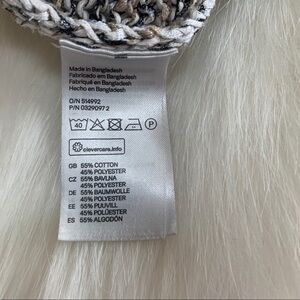 Made in Bangladesh
Fabricado em Bangladesh
Fabriqué en Bangladesh
Hecho en Bangladesh
O/N 514992
P/N 0329097 2
40
P
clevercare.info
GB 55% COTTON
45% POLYESTER
CZ 55% BAVLNA
45% POLYESTER
DE 55% BAUMWOLLE
45% POLYESTER
EE 55% PUUVILL
45% POLÜESTER
ES 55% ALGODÓN